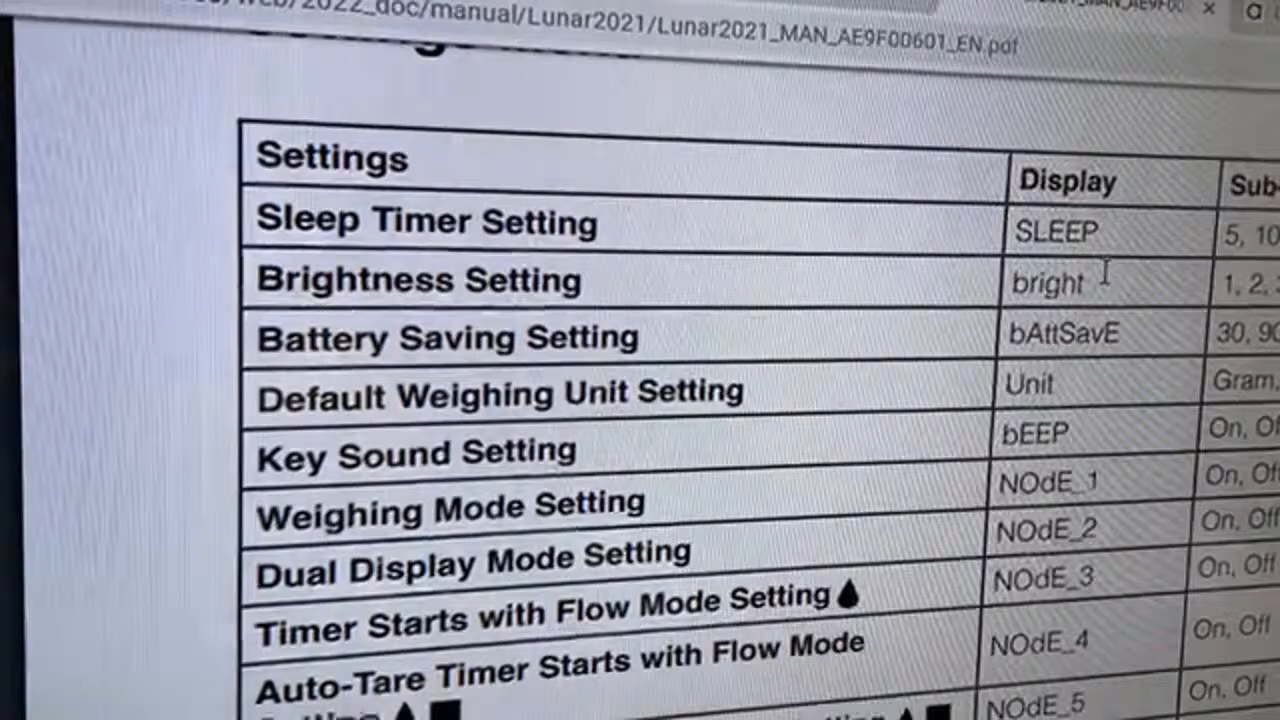 2022_doc/manual/Lunar2021/Lunar2021_MAN_AE9F00601_EN.pdf
Settings Display Sub-
Sleep Timer Setting SLEEP 5, 10
Brightness Setting bright 1, 2,
Battery Saving Setting bAttSavE 30, 90
Default Weighing Unit Setting Unit Gram,
Key Sound Setting bEEP On, Of
Weighing Mode Setting NOdE_1 On, Of
Dual Display Mode Setting NOdE_2 On, Off
Timer Starts with Flow Mode Setting NOdE_3 On, Off
Auto-Tare Timer Starts with Flow Mode NOdE_4 On, Off
NOdE_5 On, Off